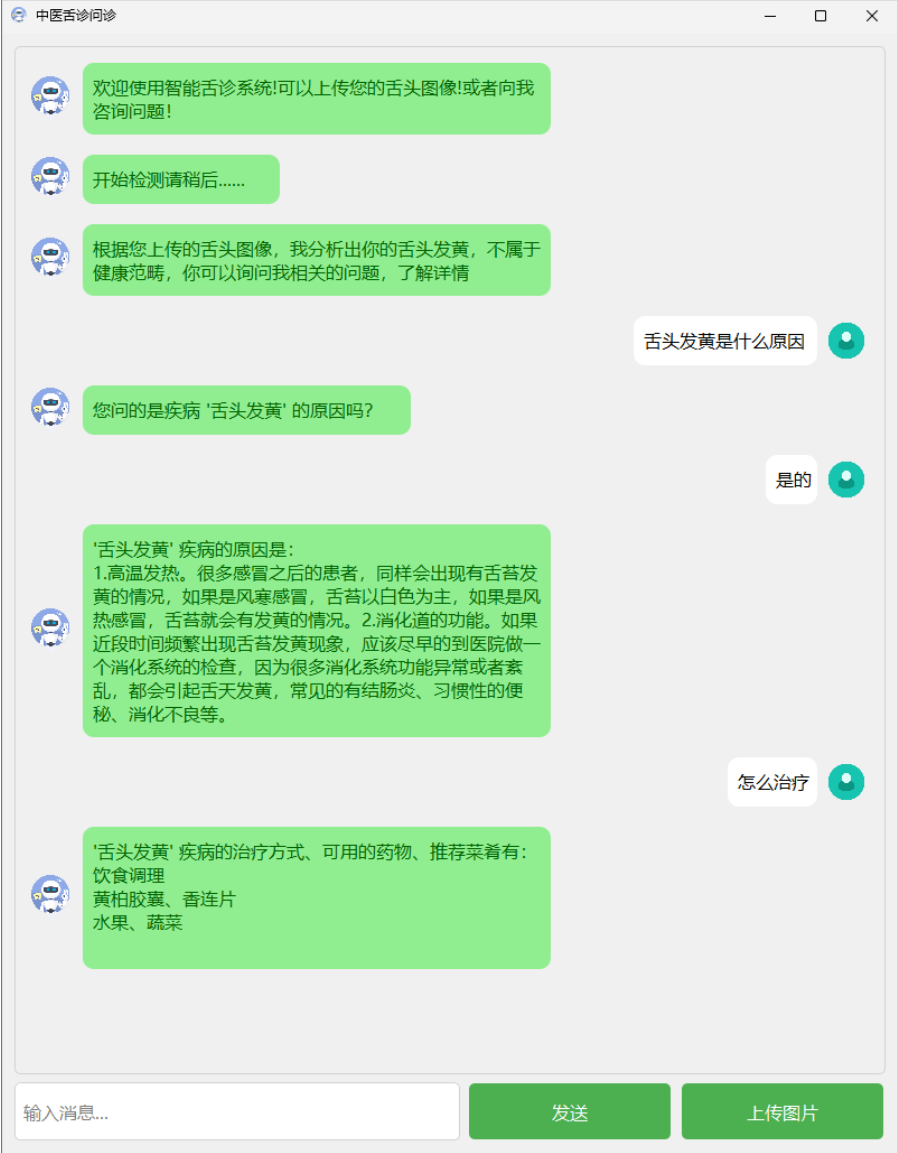 中医舌诊问诊
欢迎使用智能舌诊系统!可以上传您的舌头图像!或者向我
咨询问题!
开始检测请稍后......
根据您上传的舌头图像，我分析出你的舌头发黄，不属于
健康范畴，你可以询问我相关的问题，了解详情
舌头发黄是什么原因
您问的是疾病 '舌头发黄' 的原因吗?
是的
'舌头发黄' 疾病的原因是：
1.高温发热。很多感冒之后的患者，同样会出现有舌苔发
黄的情况，如果是风寒感冒，舌苔以白色为主，如果是风
热感冒，舌苔就会有发黄的情况。2.消化道的功能。如果
近段时间频繁出现舌苔发黄现象，应该尽早的到医院做一
个消化系统的检查，因为很多消化系统功能异常或者紊
乱，都会引起舌天发黄，常见的有结肠炎、习惯性的便
秘、消化不良等。
怎么治疗
'舌头发黄' 疾病的治疗方式、可用的药物、推荐菜肴有：
饮食调理
黄柏胶囊、香连片
水果、蔬菜
输入消息...
发送
上传图片